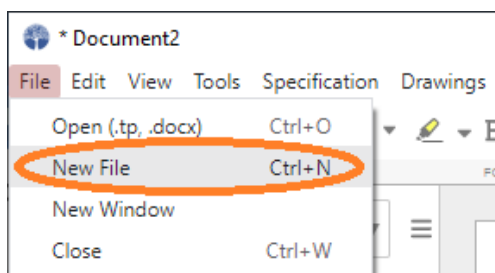 * Document2
File Edit View Tools Specification Drawings
Open (.tp, .docx) Ctrl+O
New File Ctrl+N
New Window
Close Ctrl+W